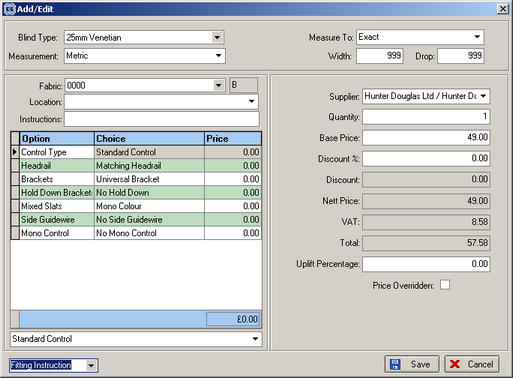 Add/Edit
Blind Type: 25mm Venetian
Measure To: Exact
Measurement: Metric
Width: 999 Drop: 999
Fabric: 0000 B
Location:
Instructions:
Option Choice Price
Control Type Standard Control 0.00
Headrail Matching Headrail 0.00
Brackets Universal Bracket 0.00
Hold Down Bracket: No Hold Down 0.00
Mixed Slats Mono Colour 0.00
Side Guidewire No Side Guidewire 0.00
Mono Control No Mono Control 0.00
£0.00
Standard Control
Supplier: Hunter Douglas Ltd / Hunter Dc
Quantity: 1
Base Price: 49.00
Discount %: 0.00
Discount: 0.00
Nett Price: 49.00
VAT: 8.58
Total: 57.58
Uplift Percentage: 0.00
Price Overridden:
Fitting Instruction
Save Cancel